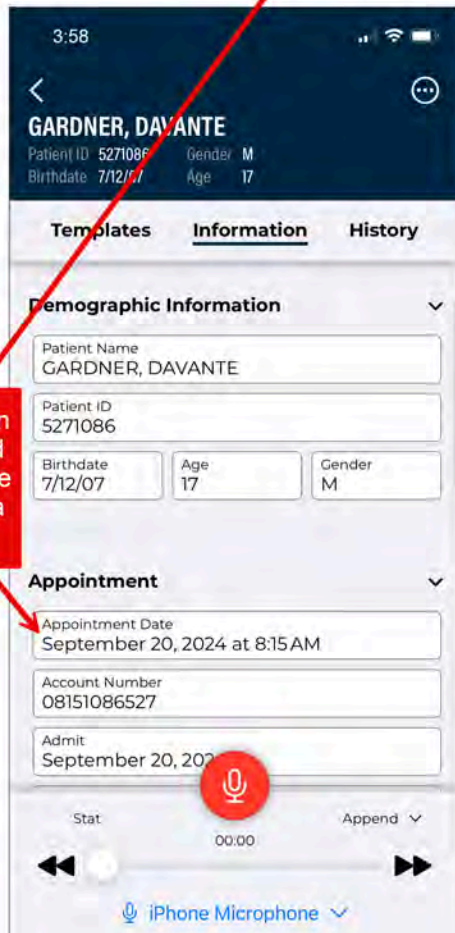 3:58
GARDNER, DAVANTE
Patient ID 5271086 Gender M
Birthdate 7/12/07 Age 17
Templates Information History
Demographic Information
Patient Name
GARDNER, DAVANTE
Patient ID
5271086
Birthdate Age Gender
7/12/07 17 M
Appointment
Appointment Date
September 20, 2024 at 8:15 AM
Account Number
08151086527
Admit
September 20, 202
Stat Append
00:00
iPhone Microphone